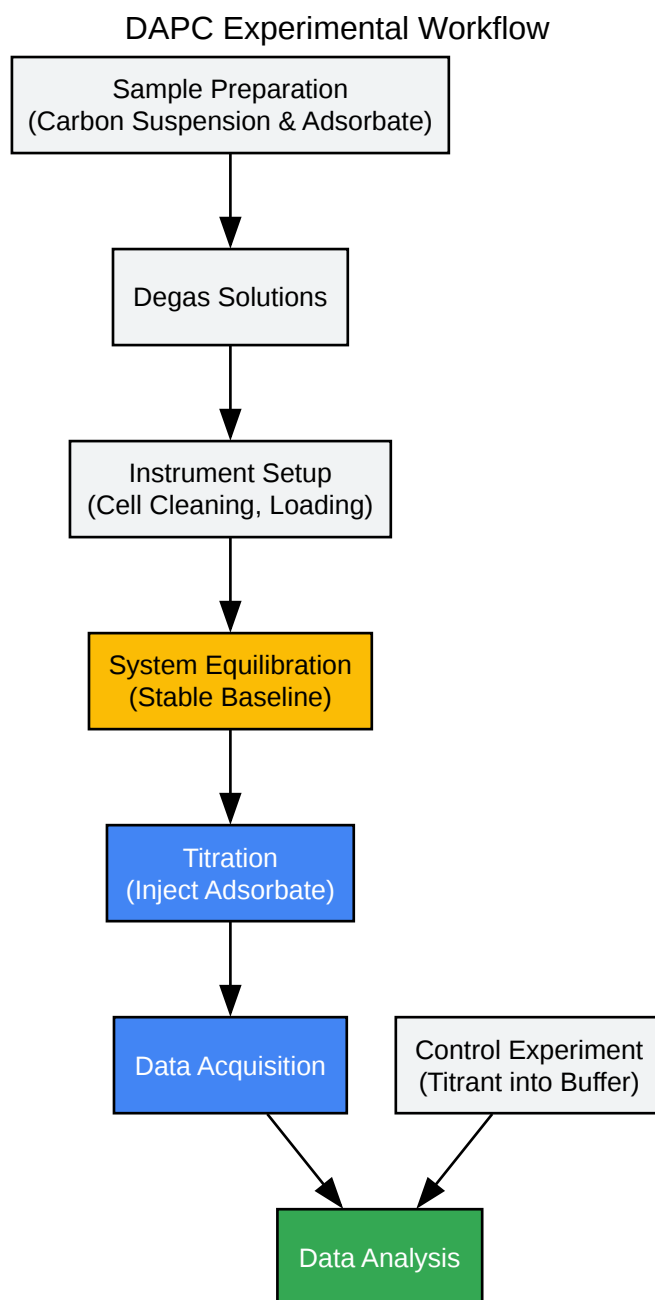 DAPC Experimental Workflow
Sample Preparation
(Carbon Suspension & Adsorbate)
Degas Solutions
Instrument Setup
(Cell Cleaning, Loading)
System Equilibration
(Stable Baseline)
Titration
(Inject Adsorbate)
Data Acquisition
Control Experiment
(Titrant into Buffer)
Data Analysis